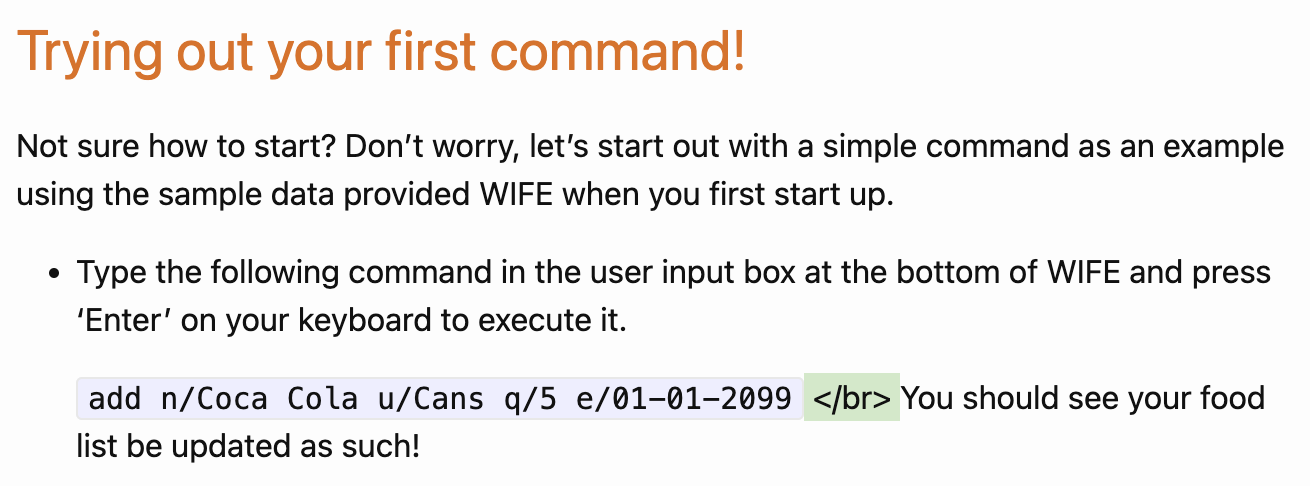 Trying out your first command!
Not sure how to start? Don’t worry, let’s start out with a simple command as an example
using the sample data provided WIFE when you first start up.
• Type the following command in the user input box at the bottom of WIFE and press
‘Enter’ on your keyboard to execute it.
add n/Coca Cola u/Cans q/5 e/01-01-2099 </br> You should see your food
list be updated as such!